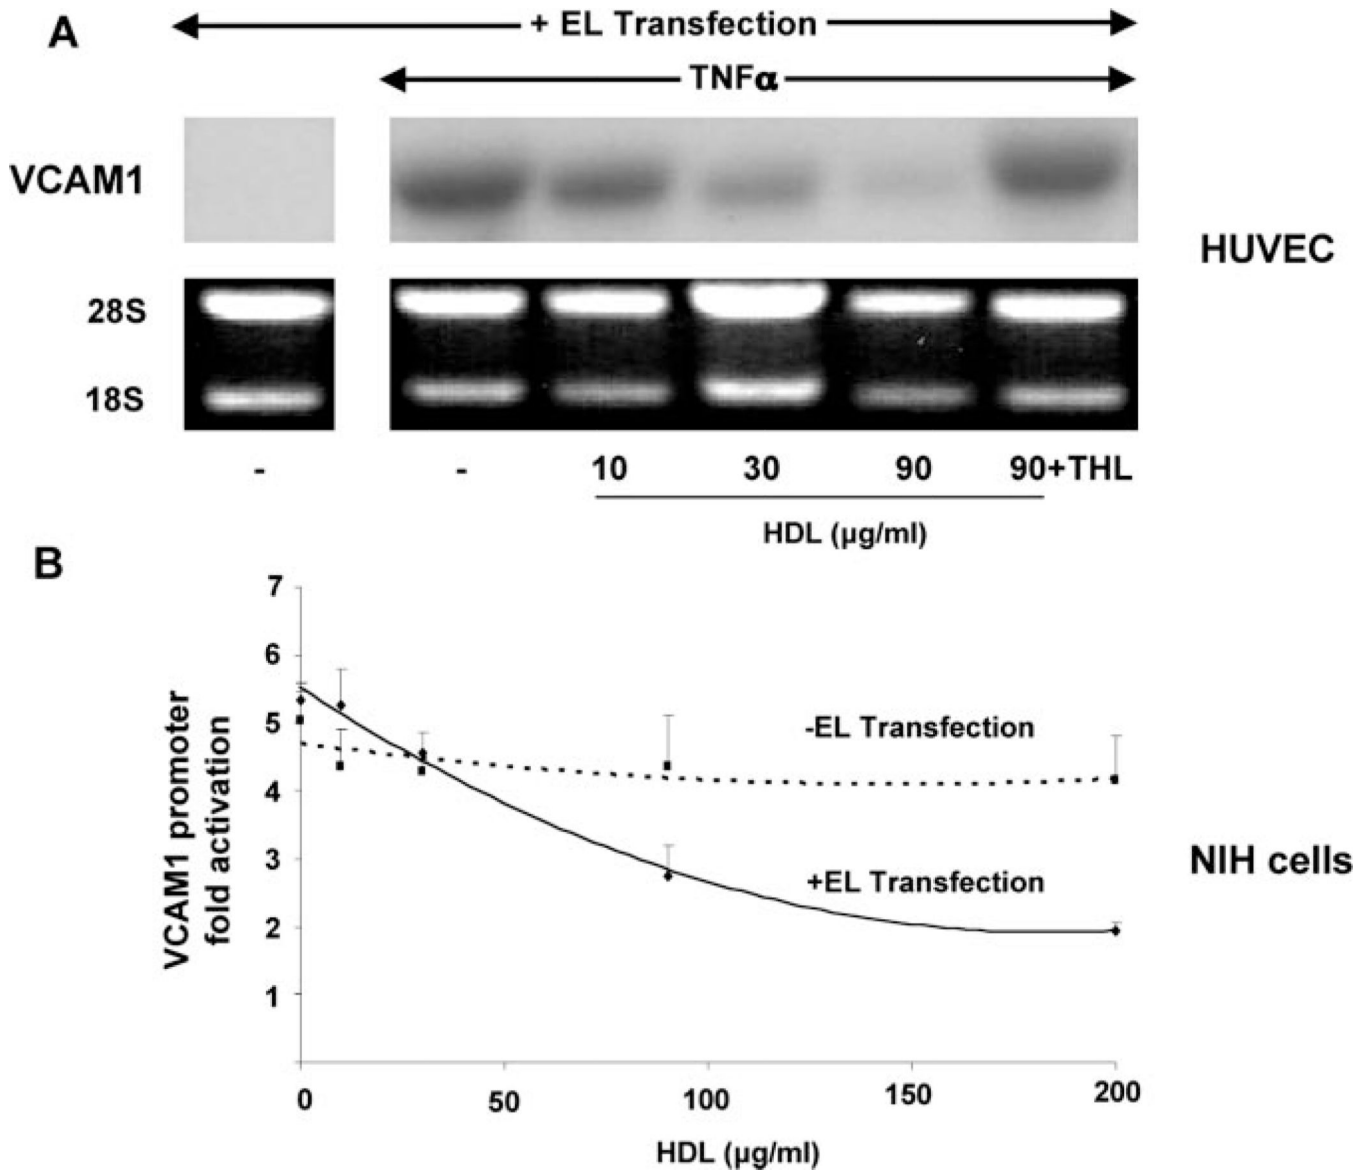 A
+ EL Transfection
TNFα
VCAM1
HUVEC
28S
18S
- - 10 30 90 90+THL
HDL (µg/ml)
B
7
6
5
4
3
2
1
VCAM1 promoter
fold activation
-EL Transfection
+EL Transfection
NIH cells
0 50 100 150 200
HDL (µg/ml)